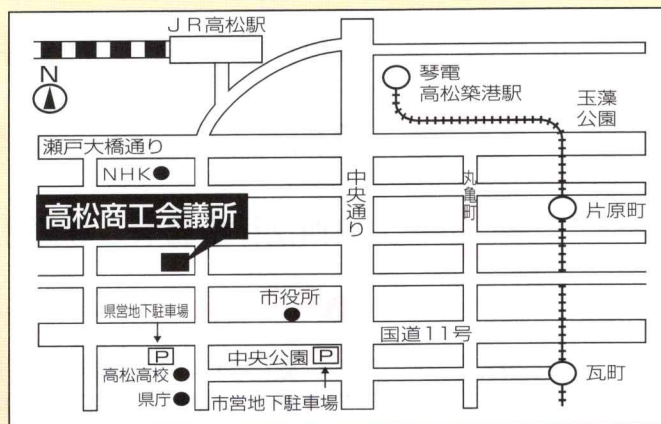 JR高松駅
N
琴電
高松築港駅
玉藻
公園
瀬戸大橋通り
NHK
中央通り
丸亀町
高松商工会議所
片原町
県営地下駐車場
市役所
国道11号
P
中央公園
P
高松高校
瓦町
県庁
市営地下駐車場